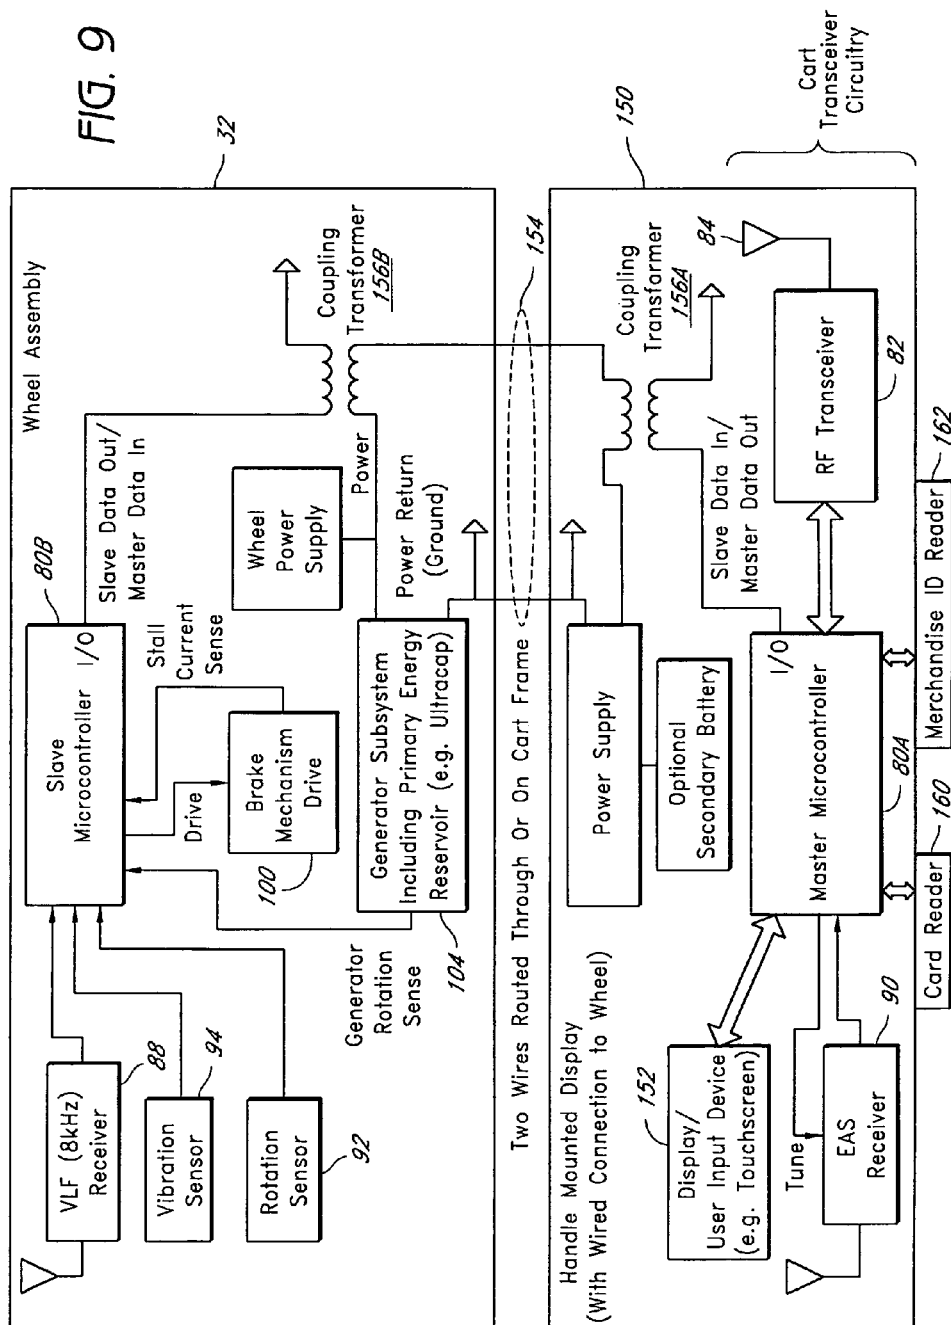 FIG. 9
Wheel Assembly
32
VLF (8kHz)
Receiver
88
Vibration
Sensor
94
Rotation
Sensor
92
Slave
Microcontroller
I/O
80B
Slave Data Out/
Master Data In
Drive
Stall
Current
Sense
Brake
Mechanism
Drive
100
Generator
Rotation
Sense
Generator Subsystem
Including Primary Energy
Reservoir (e.g. Ultracap)
104
Wheel
Power
Supply
Power
Power Return
(Ground)
Coupling
Transformer
156B
Two Wires Routed Through Or On Cart Frame
154
Handle Mounted Display
(With Wired Connection to Wheel)
150
Power Supply
Optional
Secondary Battery
Coupling
Transformer
156A
Slave Data In/
Master Data Out
84
RF Transceiver
82
Cart
Transceiver
Circuitry
Display/
User Input Device
(e.g. Touchscreen)
152
Tune
EAS
Receiver
90
I/O
Master Microcontroller
80A
Card Reader
160
Merchandise ID Reader
162